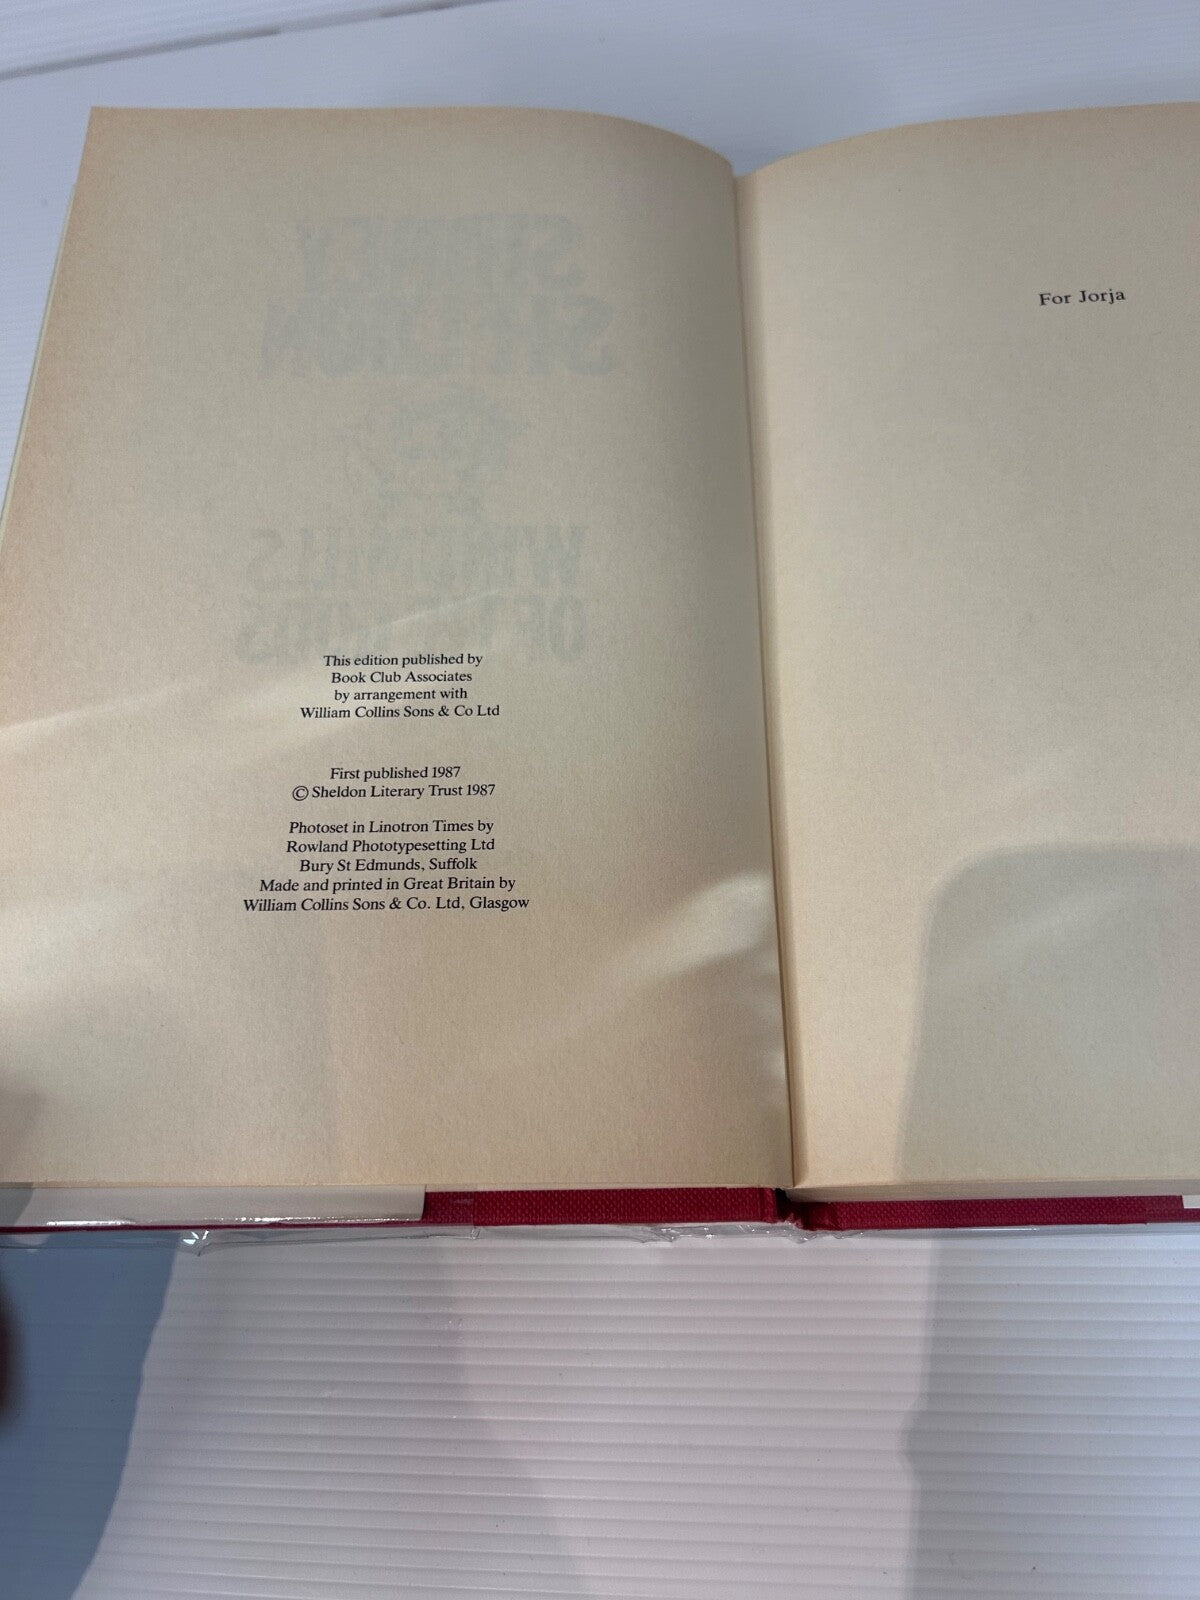 This edition published by
Book Club Associates
by arrangement with
William Collins Sons & Co Ltd
First published 1987
© Sheldon Literary Trust 1987
Photoset in Linotron Times by
Rowland Phototypesetting Ltd
Bury St Edmunds, Suffolk
Made and printed in Great Britain by
William Collins Sons & Co. Ltd, Glasgow
For Jorja